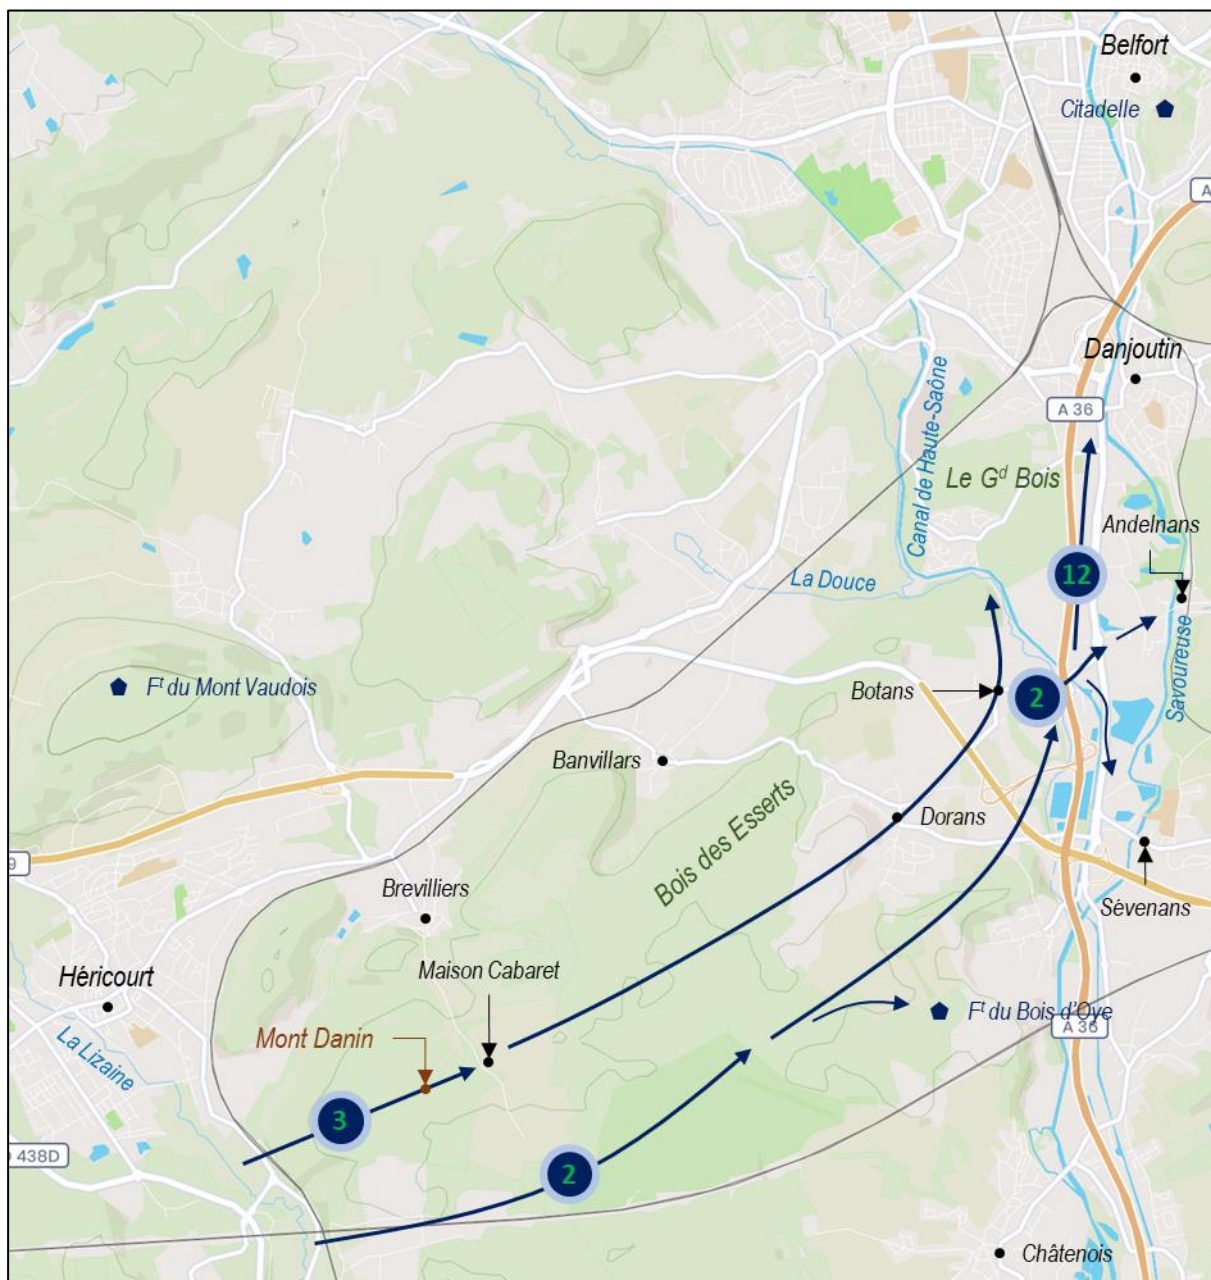 Belfort
Citadelle
A
Danjoutin
A 36
Canal de Haute-Saône
Le Gᵈ Bois
Andelnans
12
La Douce
Savoureuse
Fᵗ du Mont Vaudois
Botans
2
Banvillars
Bois des Esserts
Dorans
9
Brevilliers
Sévenans
Maison Cabaret
Héricourt
Fᵗ du Bois d'Oye
A 36
Mont Danin
La Lizaine
3
438D
2
Châtenois